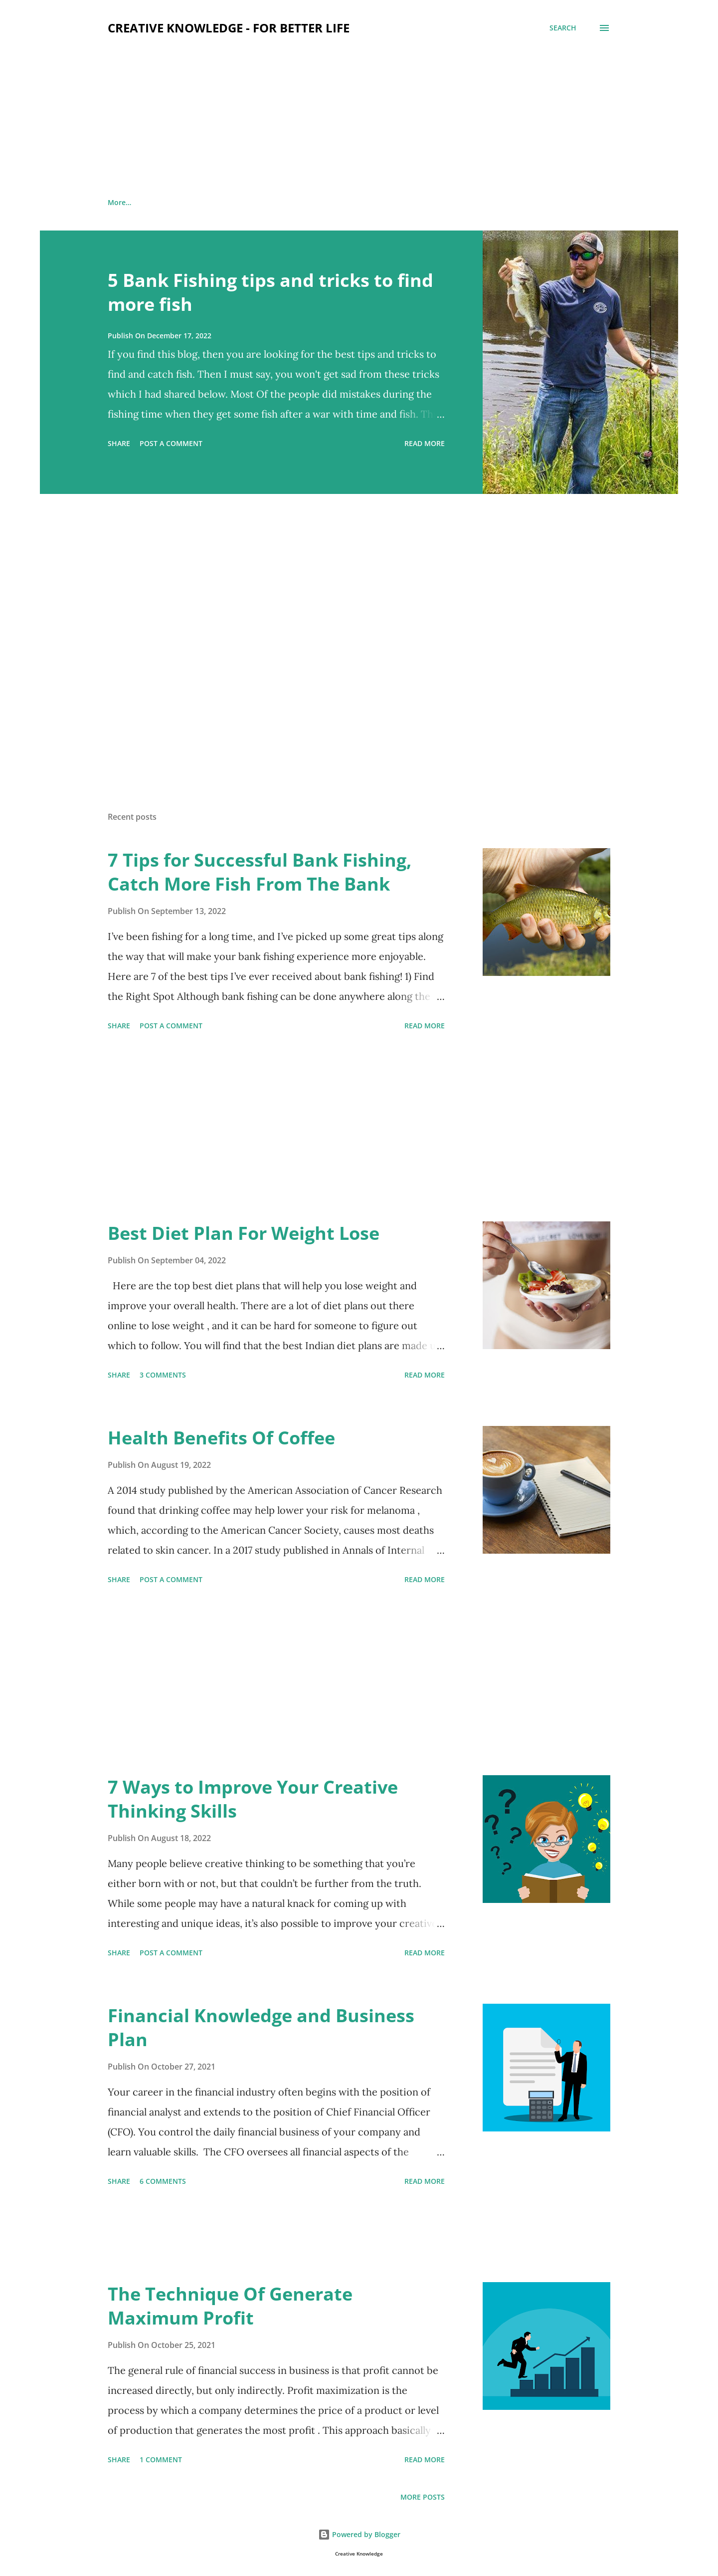 CREATIVE KNOWLEDGE - FOR BETTER LIFE
SEARCH
More…
5 Bank Fishing tips and tricks to find
more fish
Publish On December 17, 2022
If you find this blog, then you are looking for the best tips and tricks to
find and catch fish. Then I must say, you won't get sad from these tricks
which I had shared below. Most Of the people did mistakes during the
fishing time when they get some fish after a war with time and fish. Th …
SHARE POST A COMMENT READ MORE
Recent posts
7 Tips for Successful Bank Fishing,
Catch More Fish From The Bank
Publish On September 13, 2022
I’ve been fishing for a long time, and I’ve picked up some great tips along
the way that will make your bank fishing experience more enjoyable.
Here are 7 of the best tips I’ve ever received about bank fishing! 1) Find
the Right Spot Although bank fishing can be done anywhere along the …
SHARE POST A COMMENT READ MORE
Best Diet Plan For Weight Lose
Publish On September 04, 2022
Here are the top best diet plans that will help you lose weight and
improve your overall health. There are a lot of diet plans out there
online to lose weight , and it can be hard for someone to figure out
which to follow. You will find that the best Indian diet plans are made …
SHARE 3 COMMENTS READ MORE
Health Benefits Of Coffee
Publish On August 19, 2022
A 2014 study published by the American Association of Cancer Research
found that drinking coffee may help lower your risk for melanoma ,
which, according to the American Cancer Society, causes most deaths
related to skin cancer. In a 2017 study published in Annals of Internal …
SHARE POST A COMMENT READ MORE
7 Ways to Improve Your Creative
Thinking Skills
Publish On August 18, 2022
Many people believe creative thinking to be something that you’re
either born with or not, but that couldn’t be further from the truth.
While some people may have a natural knack for coming up with
interesting and unique ideas, it’s also possible to improve your creativ …
SHARE POST A COMMENT READ MORE
Financial Knowledge and Business
Plan
Publish On October 27, 2021
Your career in the financial industry often begins with the position of
financial analyst and extends to the position of Chief Financial Officer
(CFO). You control the daily financial business of your company and
learn valuable skills. The CFO oversees all financial aspects of the …
SHARE 6 COMMENTS READ MORE
The Technique Of Generate
Maximum Profit
Publish On October 25, 2021
The general rule of financial success in business is that profit cannot be
increased directly, but only indirectly. Profit maximization is the
process by which a company determines the price of a product or level
of production that generates the most profit . This approach basically …
SHARE 1 COMMENT READ MORE
MORE POSTS
Powered by Blogger
Creative Knowledge